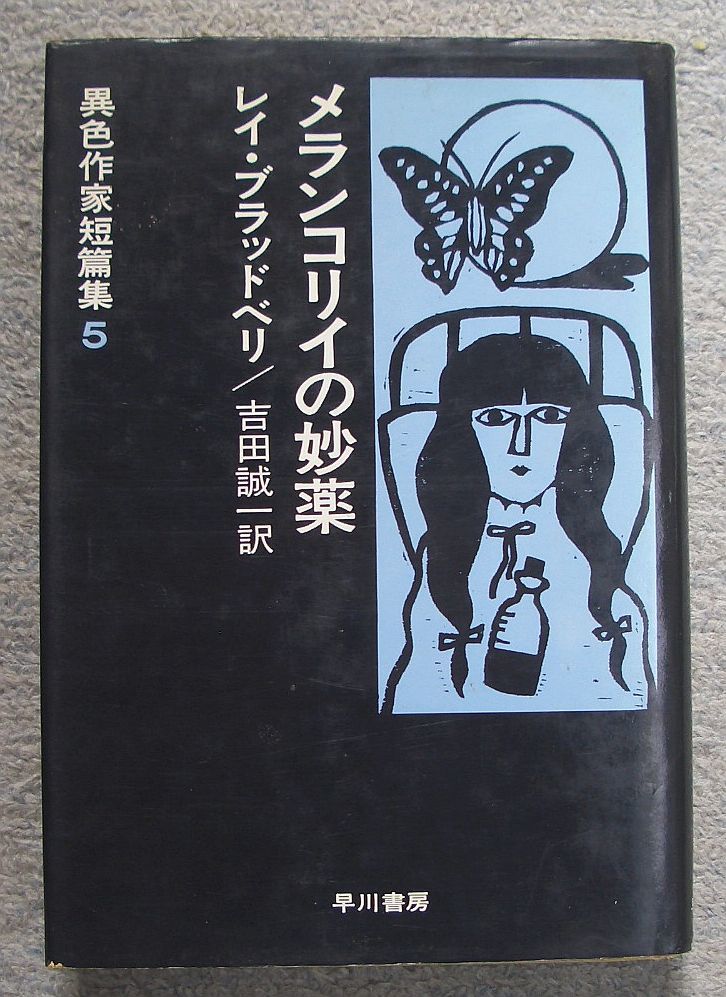 メランコリイの妙薬
レイ・ブラッドベリ／吉田誠一訳
異色作家短篇集5
早川書房